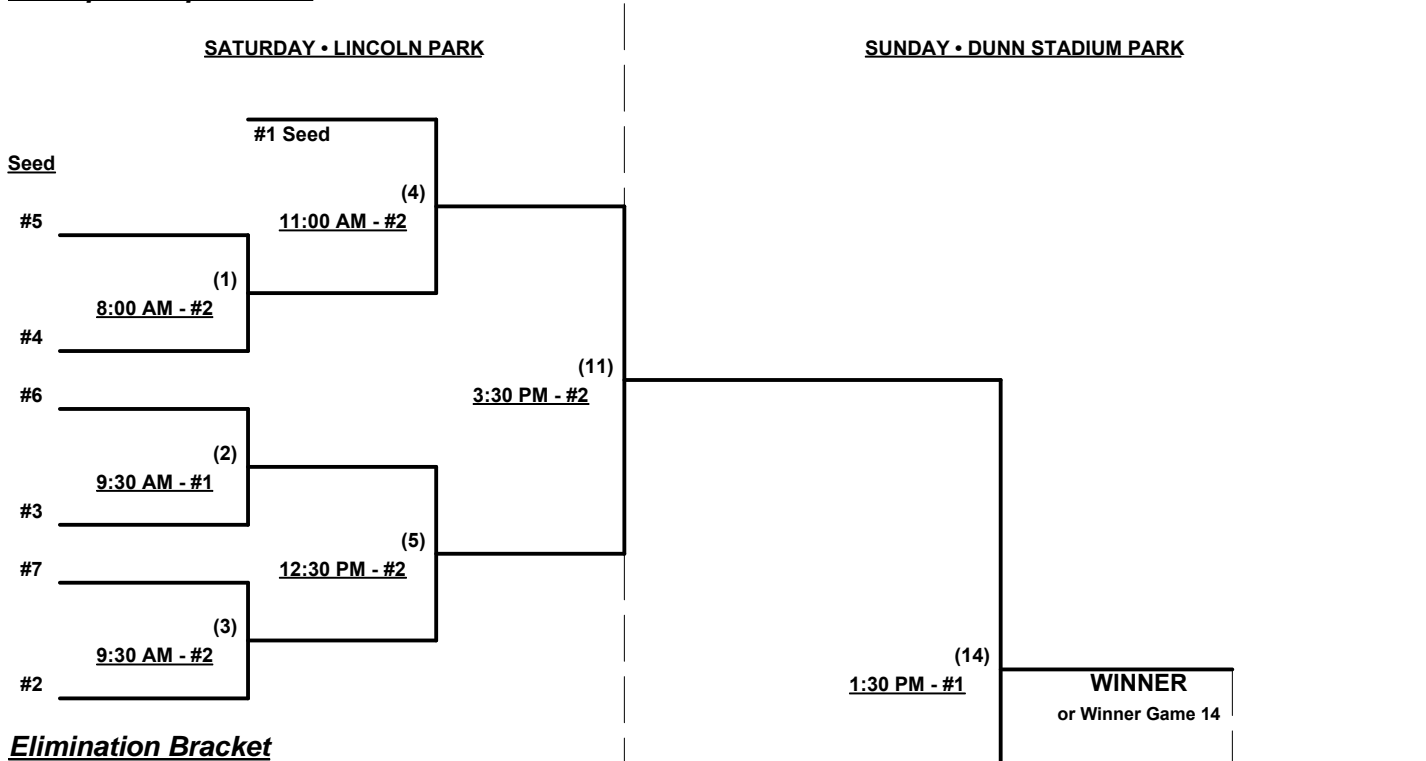 SATURDAY • LINCOLN PARK
SUNDAY • DUNN STADIUM PARK
#1 Seed
Seed
(4)
#5
11:00 AM - #2
(1)
8:00 AM - #2
#4
(11)
#6
3:30 PM - #2
(2)
9:30 AM - #1
#3
(5)
#7
12:30 PM - #2
(3)
9:30 AM - #2
(14)
#2
1:30 PM - #1
WINNER
or Winner Game 14
Elimination Bracket